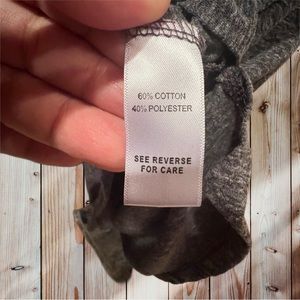 60% COTTON
40% POLYESTER
SEE REVERSE
FOR CARE